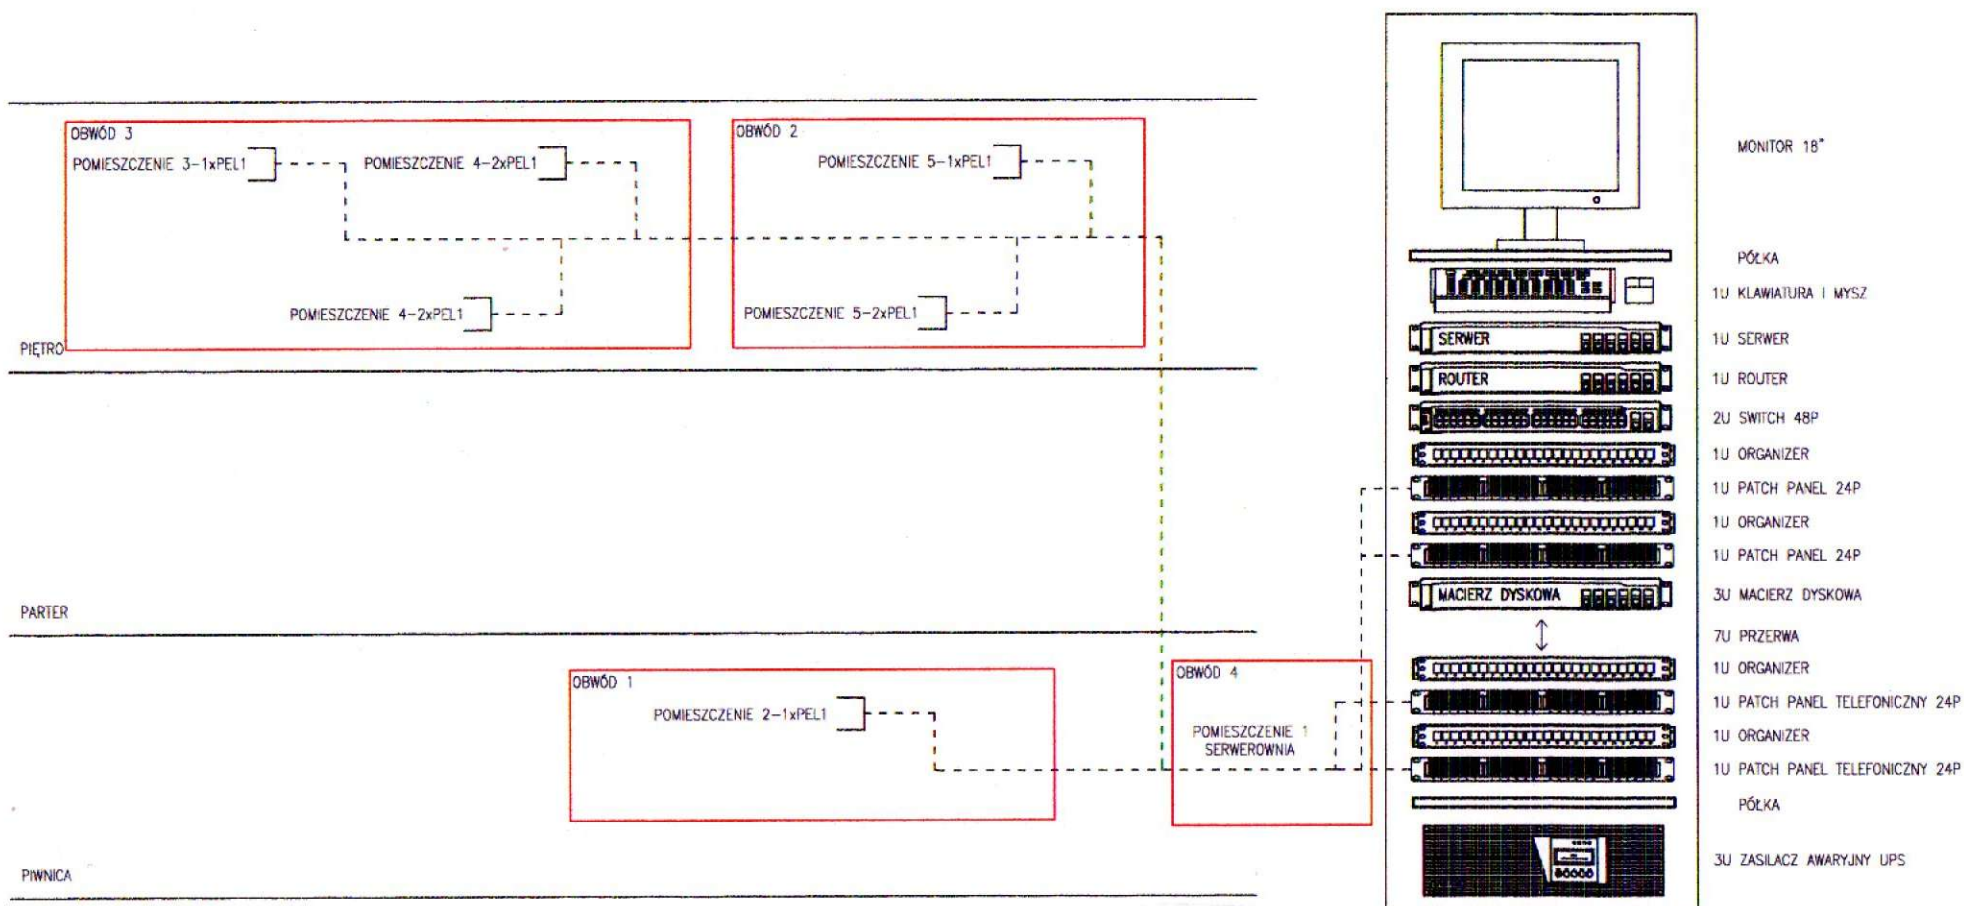 OBWÓD 3
POMIESZCZENIE 3-1xPEL1
POMIESZCZENIE 4-2xPEL1
POMIESZCZENIE 4-2xPEL1
OBWÓD 2
POMIESZCZENIE 5-1xPEL1
POMIESZCZENIE 5-2xPEL1
PIĘTRO
PARTER
OBWÓD 1
POMIESZCZENIE 2-1xPEL1
OBWÓD 4
POMIESZCZENIE 1
SERWEROWNIA
PIWNICA
SERWER
ROUTER
MACIERZ DYSKOWA
MONITOR 18"
PÓŁKA
1U KLAWIATURA I MYSZ
1U SERWER
1U ROUTER
2U SWITCH 48P
1U ORGANIZER
1U PATCH PANEL 24P
1U ORGANIZER
1U PATCH PANEL 24P
3U MACIERZ DYSKOWA
7U PRZERWA
1U ORGANIZER
1U PATCH PANEL TELEFONICZNY 24P
1U ORGANIZER
1U PATCH PANEL TELEFONICZNY 24P
PÓŁKA
3U ZASILACZ AWARYJNY UPS